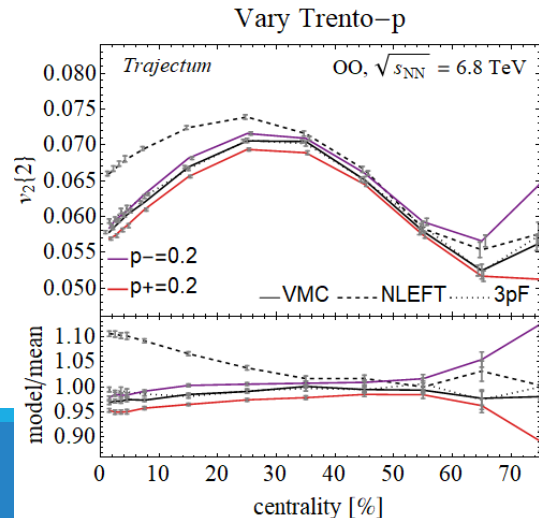 Vary Trento-p
0.080
Trajectum
OO, √sNN = 6.8 TeV
0.075
0.070
0.065
0.060
0.055
0.050
v2{2}
p-=0.2
p+=0.2
VMC
NLEFT
3pF
1.10
1.05
1.00
0.95
0.90
model/mean
0 10 20 30 40 50 60 70
centrality [%]